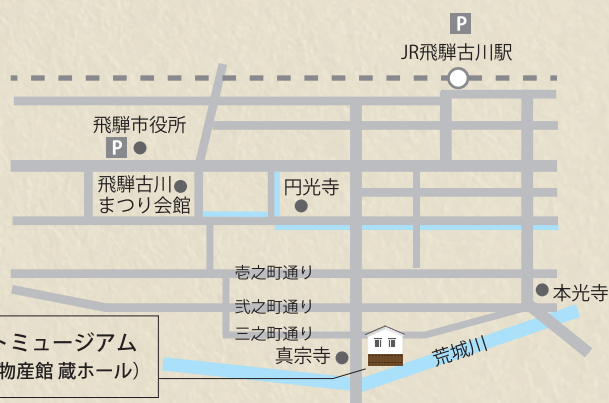 P
JR飛騨古川駅
飛騨市役所
P
飛騨古川
まつり会館
円光寺
壱之町通り
弐之町通り
三之町通り
本光寺
真宗寺
荒城川
トミュージアム
物産館 蔵ホール）